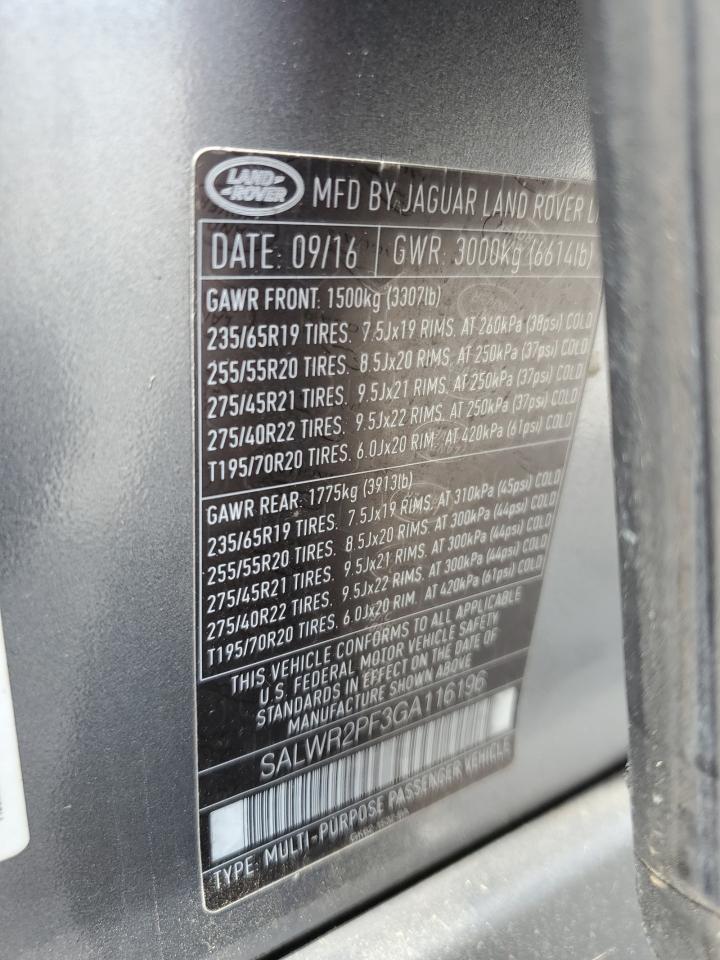 LAND ROVER
MFD BY JAGUAR LAND ROVER
DATE: 09/16 GWR: 3000kg (6614lb)
GAWR FRONT: 1500kg (3307lb)
235/65R19 TIRES. 7.5Jx19 RIMS. AT 260kPa (38psi) COLD
255/55R20 TIRES. 8.5Jx20 RIMS. AT 250kPa (37psi) COLD
275/45R21 TIRES. 9.5Jx21 RIMS. AT 250kPa (37psi) COLD
275/40R22 TIRES. 9.5Jx22 RIMS. AT 250kPa (37psi) COLD
T195/70R20 TIRES. 6.0Jx20 RIM. AT 420kPa (61psi) COLD
GAWR REAR: 1775kg (3913lb)
235/65R19 TIRES. 7.5Jx19 RIMS. AT 310kPa (45psi) COLD
255/55R20 TIRES. 8.5Jx20 RIMS. AT 300kPa (44psi) COLD
275/45R21 TIRES. 9.5Jx21 RIMS. AT 300kPa (44psi) COLD
275/40R22 TIRES. 9.5Jx22 RIMS. AT 300kPa (44psi) COLD
T195/70R20 TIRES. 6.0Jx20 RIM. AT 420kPa (61psi) COLD
THIS VEHICLE CONFORMS TO ALL APPLICABLE
U.S. FEDERAL MOTOR VEHICLE SAFETY
STANDARDS IN EFFECT ON THE DATE OF
MANUFACTURE SHOWN ABOVE
SALWR2PF3GA116196
TYPE: MULTI-PURPOSE PASSENGER VEHICLE